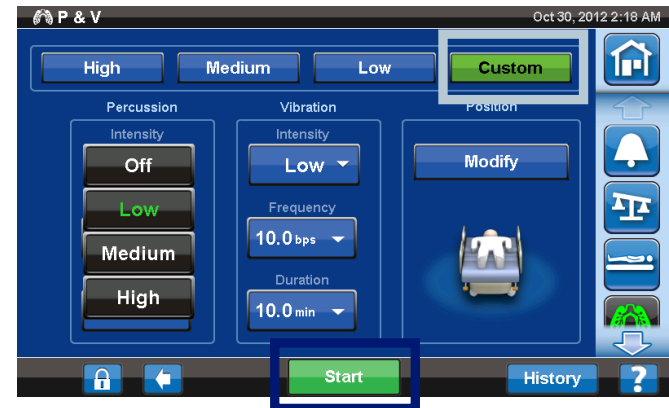 P & V
Oct 30, 2012 2:18 AM
High
Medium
Low
Custom
Percussion
Vibration
Position
Intensity
Off
Low
Medium
High
Intensity
Low
Frequency
10.0 bps
Duration
10.0 min
Modify
Start
History
?